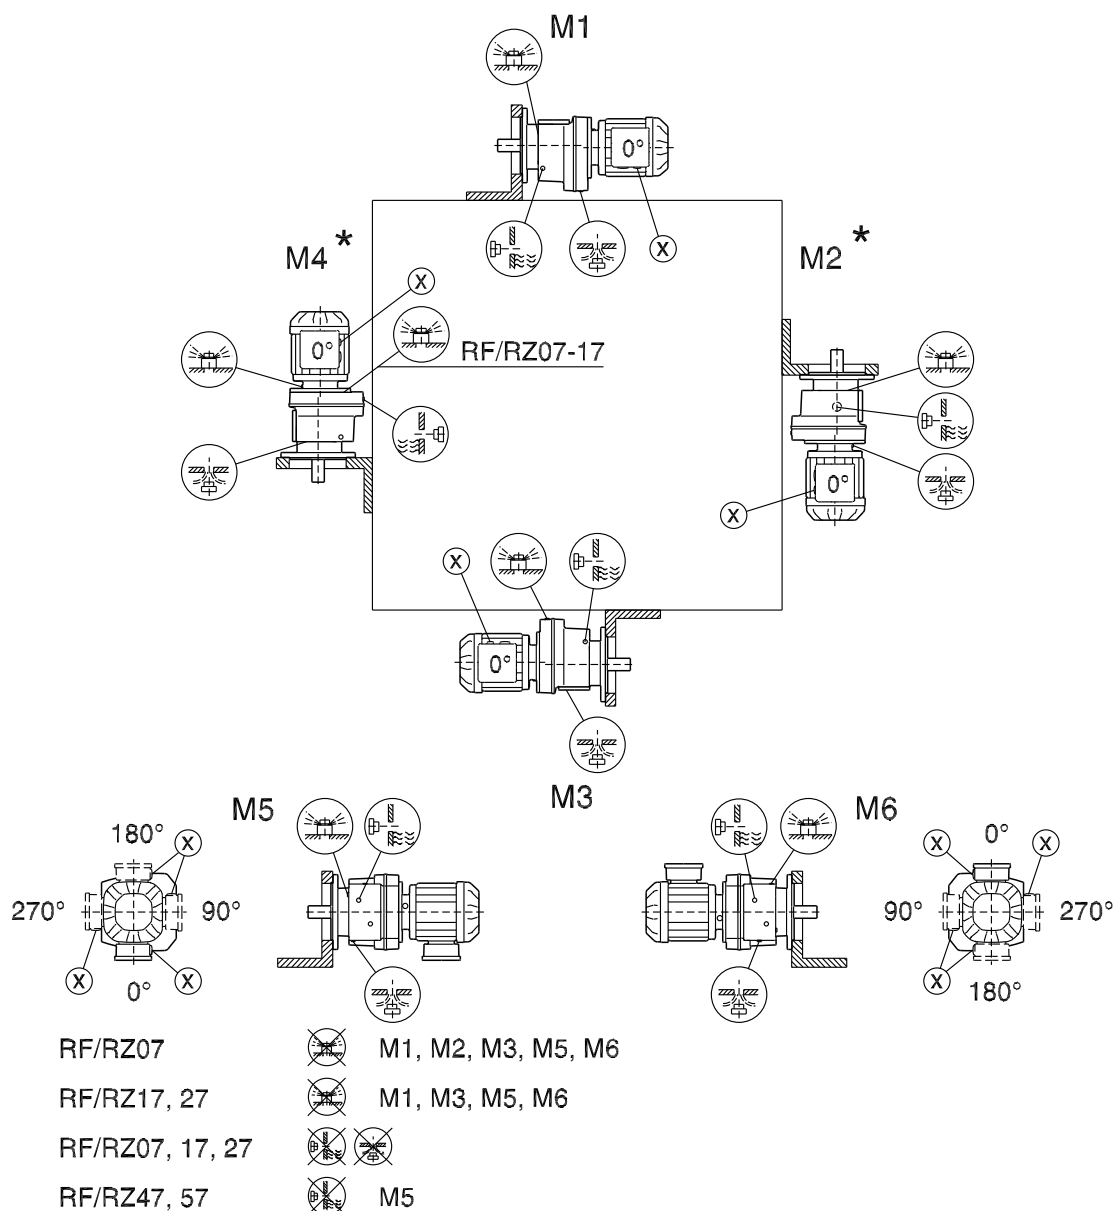 M1
0°
X
M4 *
M2 *
X
0°
RF/RZ07-17
0°
X
X
0°
M3
M5
M6
180°
X
270°
90°
X
0°
X
0°
X
X
90°
270°
X
180°
RF/RZ07 M1, M2, M3, M5, M6
RF/RZ17, 27 M1, M3, M5, M6
RF/RZ07, 17, 27
RF/RZ47, 57 M5